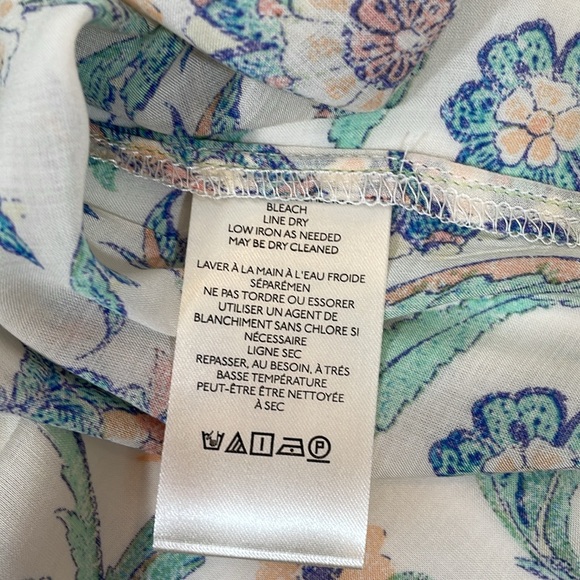 BLEACH
LINE DRY
LOW IRON AS NEEDED
MAY BE DRY CLEANED
LAVER À LA MAIN À L'EAU FROIDE
SÉPARÉMEN
NE PAS TORDRE OU ESSORER
UTILISER UN AGENT DE
BLANCHIMENT SANS CHLORE SI
NÉCESSAIRE
LIGNE SEC
REPASSER, AU BESOIN, À TRÉS
BASSE TEMPÉRATURE
PEUT-ÊTRE ÊTRE NETTOYÉE
À SEC
P